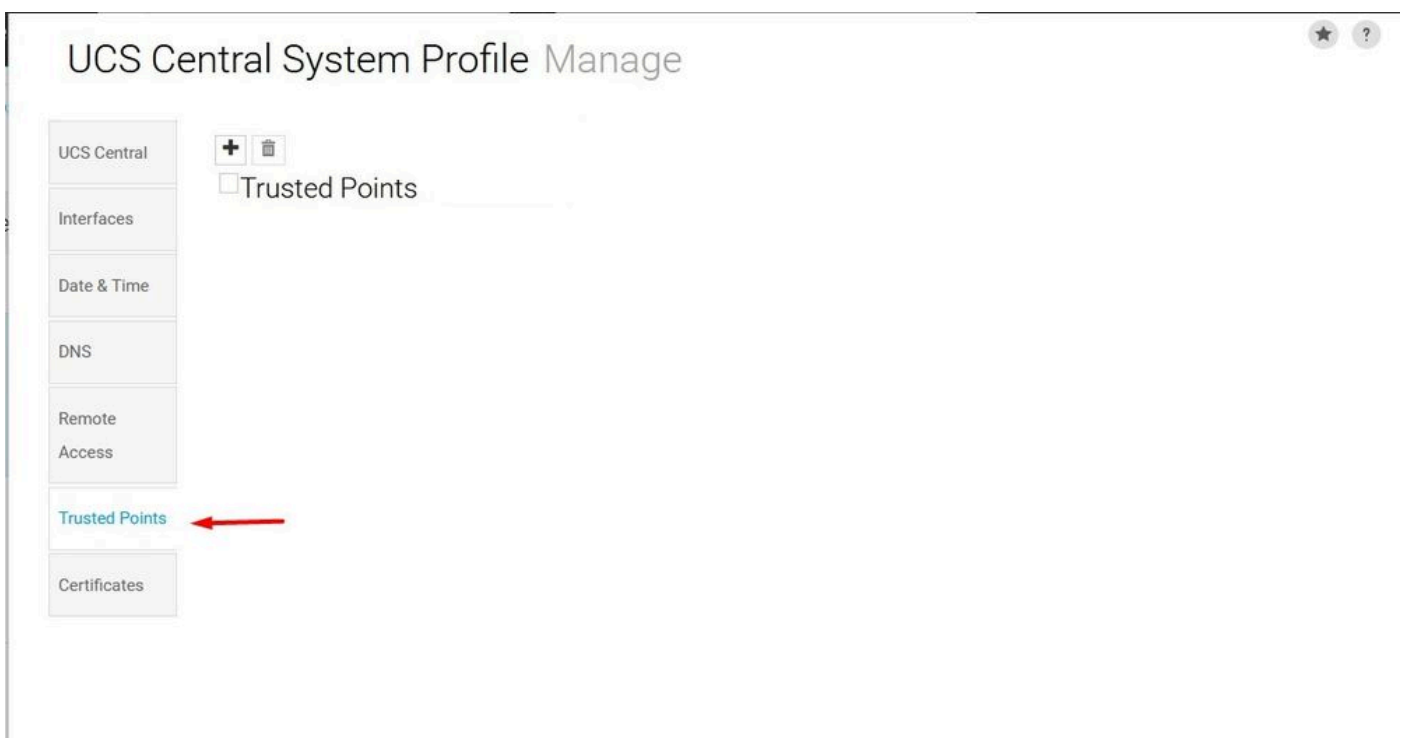 UCS Central System Profile Manage
?
UCS Central
Trusted Points
Interfaces
Date & Time
DNS
Remote
Access
Trusted Points
Certificates